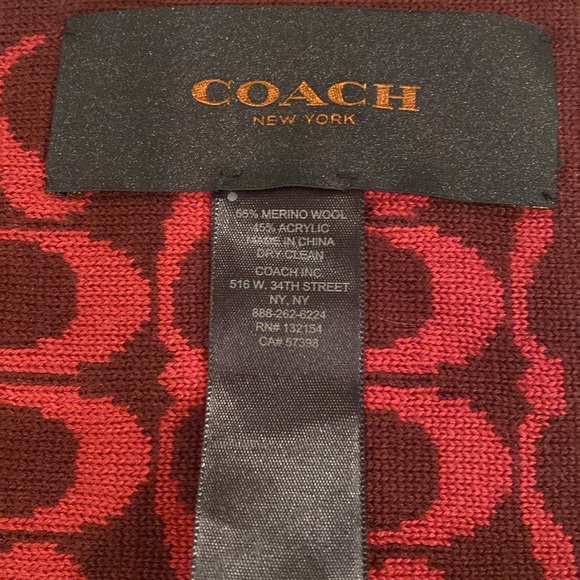 COACH
NEW YORK
55% MERINO WOOL
45% ACRYLIC
MADE IN CHINA
DRY CLEAN
COACH INC
516 W. 34TH STREET
NY, NY
888-262-6224
RN# 132154
CA# 57398